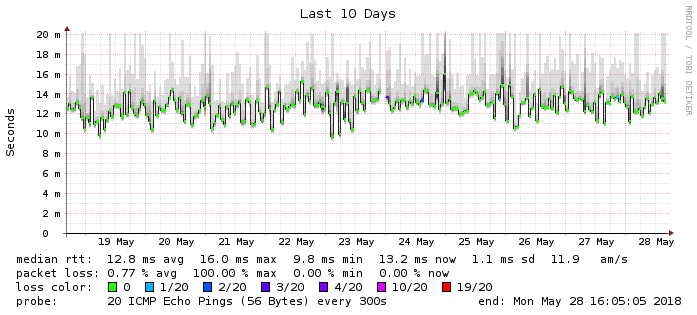 Last 10 Days
RRDTOOL / TOBI OETIKER
Seconds
20 m
18 m
16 m
14 m
12 m
10 m
8 m
6 m
4 m
2 m
0
19 May 20 May 21 May 22 May 23 May 24 May 25 May 26 May 27 May 28 May
median rtt: 12.8 ms avg 16.0 ms max 9.8 ms min 13.2 ms now 1.1 ms sd 11.9 am/s
packet loss: 0.77 % avg 100.00 % max 0.00 % min 0.00 % now
loss color: 0 1/20 2/20 3/20 4/20 10/20 19/20
probe: 20 ICMP Echo Pings (56 Bytes) every 300s end: Mon May 28 16:05:05 2018